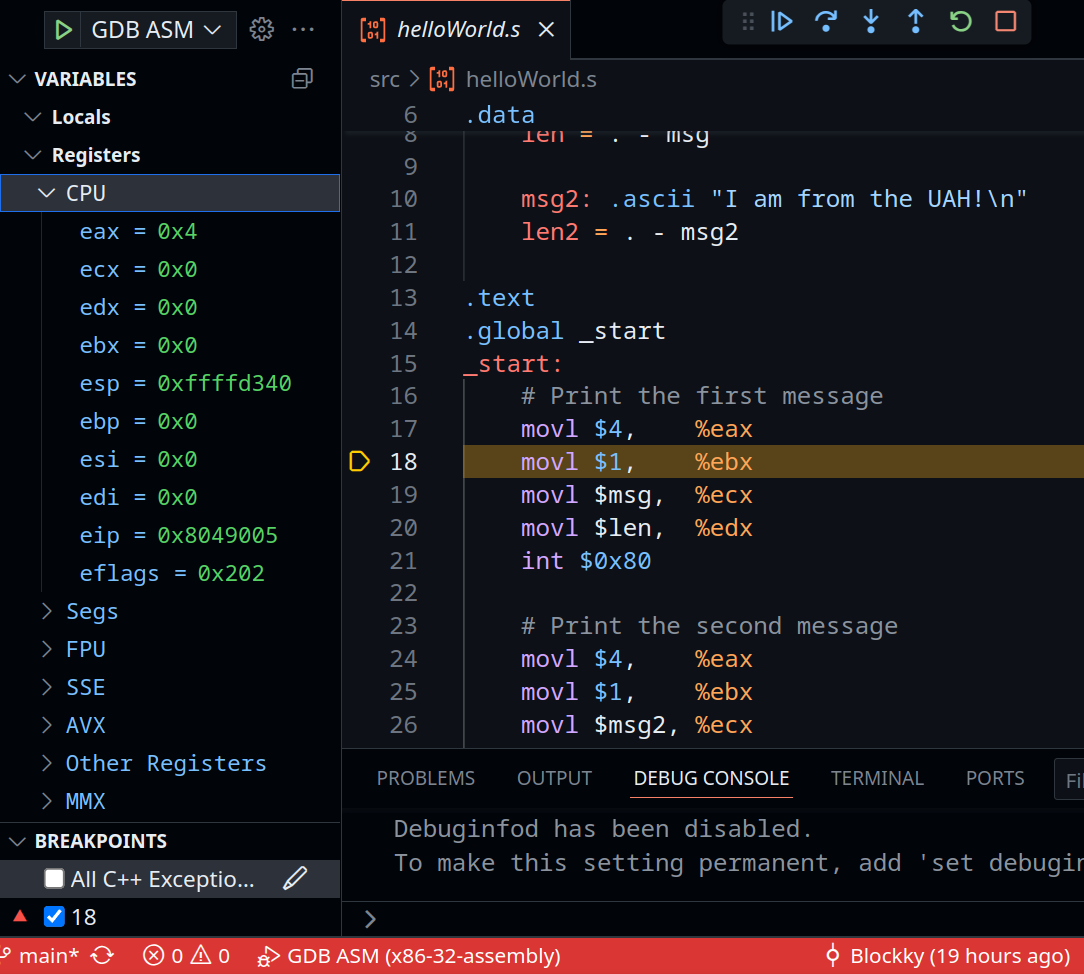 GDB ASM
VARIABLES
Locals
Registers
CPU
eax = 0x4
ecx = 0x0
edx = 0x0
ebx = 0x0
esp = 0xffffd340
ebp = 0x0
esi = 0x0
edi = 0x0
eip = 0x8049005
eflags = 0x202
Segs
FPU
SSE
AVX
Other Registers
MMX
BREAKPOINTS
All C++ Exceptio...
18
helloWorld.s
src > helloWorld.s
6 .data
8 len = . - msg
9
10 msg2: .ascii "I am from the UAH!\n"
11 len2 = . - msg2
12
13 .text
14 .global _start
15 _start:
16 # Print the first message
17 movl $4, %eax
18 movl $1, %ebx
19 movl $msg, %ecx
20 movl $len, %edx
21 int $0x80
22
23 # Print the second message
24 movl $4, %eax
25 movl $1, %ebx
26 movl $msg2, %ecx
PROBLEMS OUTPUT DEBUG CONSOLE TERMINAL PORTS Fil
Debuginfod has been disabled.
To make this setting permanent, add 'set debugin
>
main* 0 0 GDB ASM (x86-32-assembly) Blockky (19 hours ago)